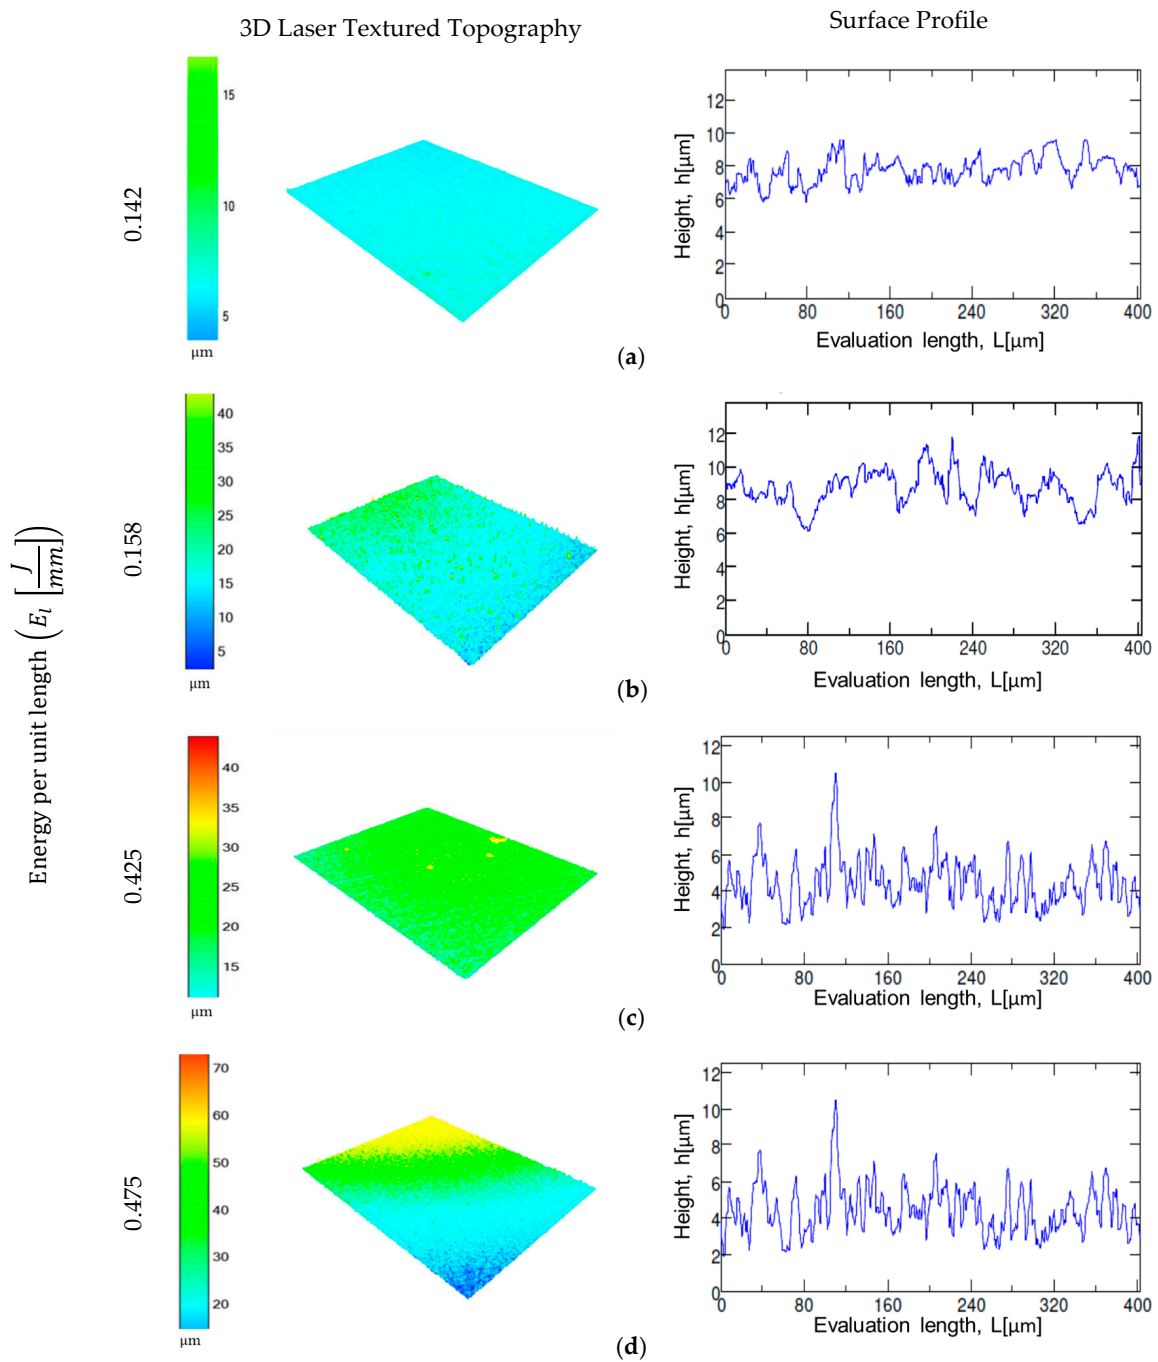 3D Laser Textured Topography
Surface Profile
Energy per unit length (E_l [J/mm])
0.142
15
10
5
μm
Height, h[μm]
12
10
8
6
4
2
0
0 80 160 240 320 400
Evaluation length, L[μm]
(a)
0.158
40
35
30
25
20
15
10
5
μm
Height, h[μm]
12
10
8
6
4
2
0
0 80 160 240 320 400
Evaluation length, L[μm]
(b)
0.425
40
35
30
25
20
15
μm
Height, h[μm]
12
10
8
6
4
2
0
0 80 160 240 320 400
Evaluation length, L[μm]
(c)
0.475
70
60
50
40
30
20
μm
Height, h[μm]
12
10
8
6
4
2
0
0 80 160 240 320 400
Evaluation length, L[μm]
(d)